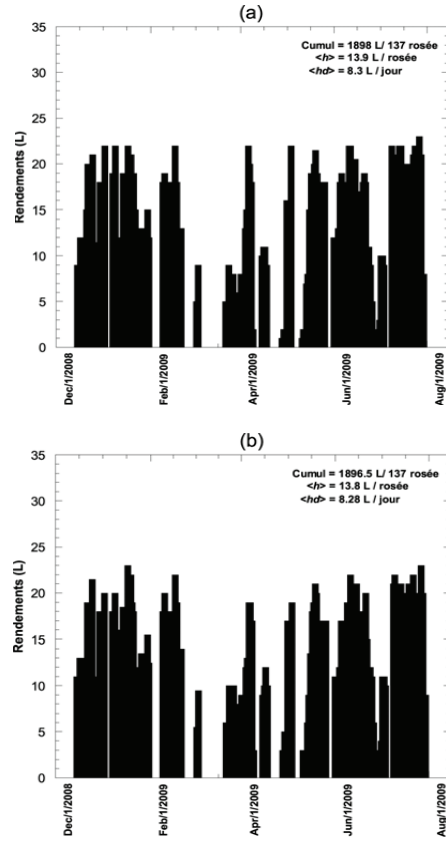 (a)
Cumul = 1898 L/ 137 rosée
<h> = 13.9 L / rosée
<hd> = 8.3 L / jour
Rendements (L)
35
30
25
20
15
10
5
0
Dec/1/2008
Feb/1/2009
Apr/1/2009
Jun/1/2009
Aug/1/2009
(b)
Cumul = 1896.5 L/ 137 rosée
<h> = 13.8 L / rosée
<hd> = 8.28 L / jour
Rendements (L)
35
30
25
20
15
10
5
0
Dec/1/2008
Feb/1/2009
Apr/1/2009
Jun/1/2009
Aug/1/2009